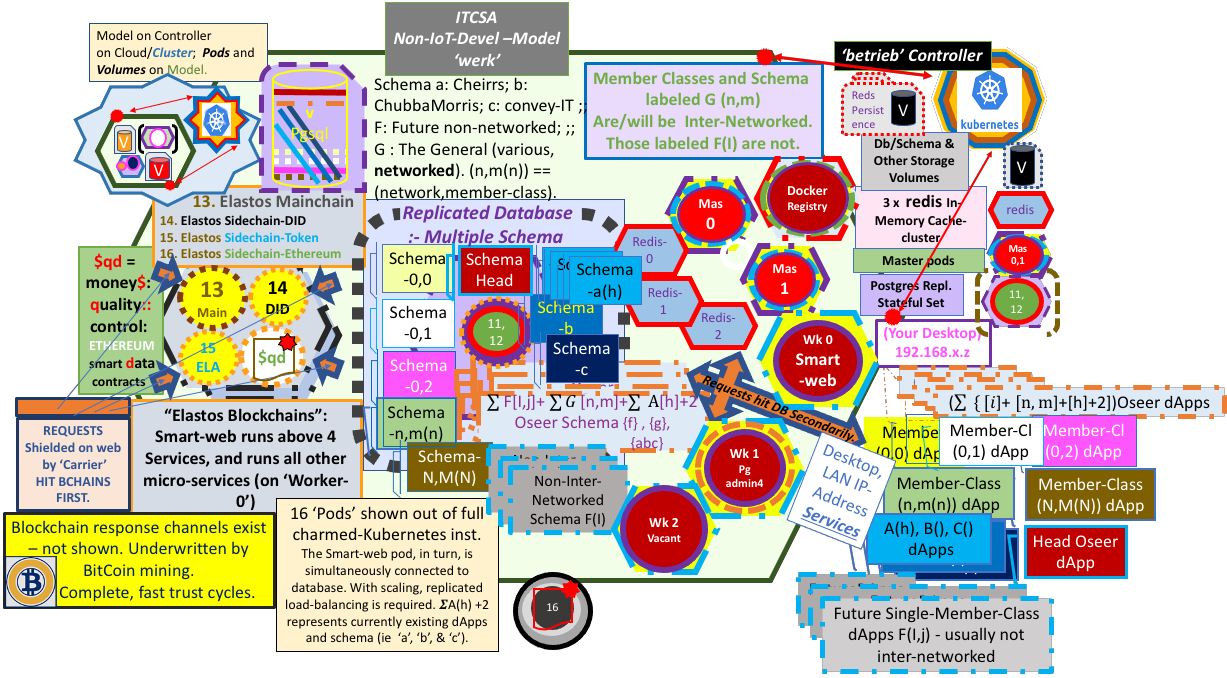 Model on Controller
on Cloud/Cluster; Pods and
Volumes on Model.
ITCSA
Non-IoT-Devel –Model
‘werk’
Schema a: Cheirrs; b:
ChubbaMorris; c: convey-IT ;;
F: Future non-networked; ;;
G : The General (various,
networked). (n,m(n)) ==
(network,member-class).
Member Classes and Schema
labeled G (n,m)
Are/will be Inter-Networked.
Those labeled F(I) are not.
‘betrieb’ Controller
Reds
Persist
ence
V
kubernetes
V
Pgsql
V
V
Db/Schema &
Other Storage
Volumes
V
3 x redis In-
Memory Cache-
cluster
redis
Master pods
Mas
0,1
Postgres Repl.
Stateful Set
11,
12
(Your Desktop)
192.168.x.z
13. Elastos Mainchain
14. Elastos Sidechain-DID
15. Elastos Sidechain-Token
16. Elastos Sidechain-Ethereum
$qd =
money$:
quality::
control:
ETHEREUM
smart data
contracts
13
Main
14
DID
15
ELA
$qd
Replicated Database
:- Multiple Schema
Schema
-0,0
Schema
Head
Schema
-a(h)
Schema
-0,1
11,
12
Schema
-b
Schema
-c
Schema
-0,2
Schema
-n,m(n)
Schema-
N,M(N)
∑ F[I,j]+ ∑ G [n,m]+∑ A[h]+2
Oseer Schema {f} , {g},
{abc}
Non-Inter-
Networked
Schema F(I)
Mas
0
Docker
Registry
Redis-
0
Mas
1
Redis-
1
Redis-
2
Wk 0
Smart
-web
Requests hit DB Secondarily.
Wk 1
Pg
admin4
Wk 2
Vacant
Desktop,
LAN IP-
Address
Services
REQUESTS
Shielded on web
by ‘Carrier’
HIT BCHAINS
FIRST.
“Elastos Blockchains”:
Smart-web runs above 4
Services, and runs all other
micro-services (on ‘Worker-
0’)
Blockchain response channels exist
– not shown. Underwritten by
BitCoin mining.
Complete, fast trust cycles.
16 ‘Pods’ shown out of full
charmed-Kubernetes inst.
The Smart-web pod, in turn, is
simultaneously connected to
database. With scaling, replicated
load-balancing is required. ΣA(h) +2
represents currently existing dApps
and schema (ie ‘a’, ‘b’, & ‘c’).
16
(∑ { [i]+ [n, m]+[h]+2])Oseer dApps
Membe
(0,0) dAp
Member-Cl
(0,1) dApp
Member-Cl
(0,2) dApp
Member-Class
(n,m(n)) dApp
Member-Class
(N,M(N)) dApp
A(h), B(), C()
dApps
Head Oseer
dApp
Future Single-Member-Class
dApps F(I,j) - usually not
inter-networked